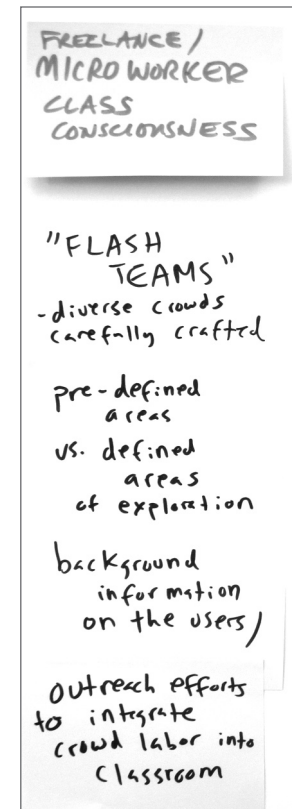 FREELANCE /
MICRO WORKER
CLASS
CONSCIOUSNESS
"FLASH
TEAMS"
- diverse crowds
carefully crafted
pre-defined
areas
vs. defined
areas
of exploration
background
information
on the users/
outreach efforts
to integrate
crowd labor into
classroom